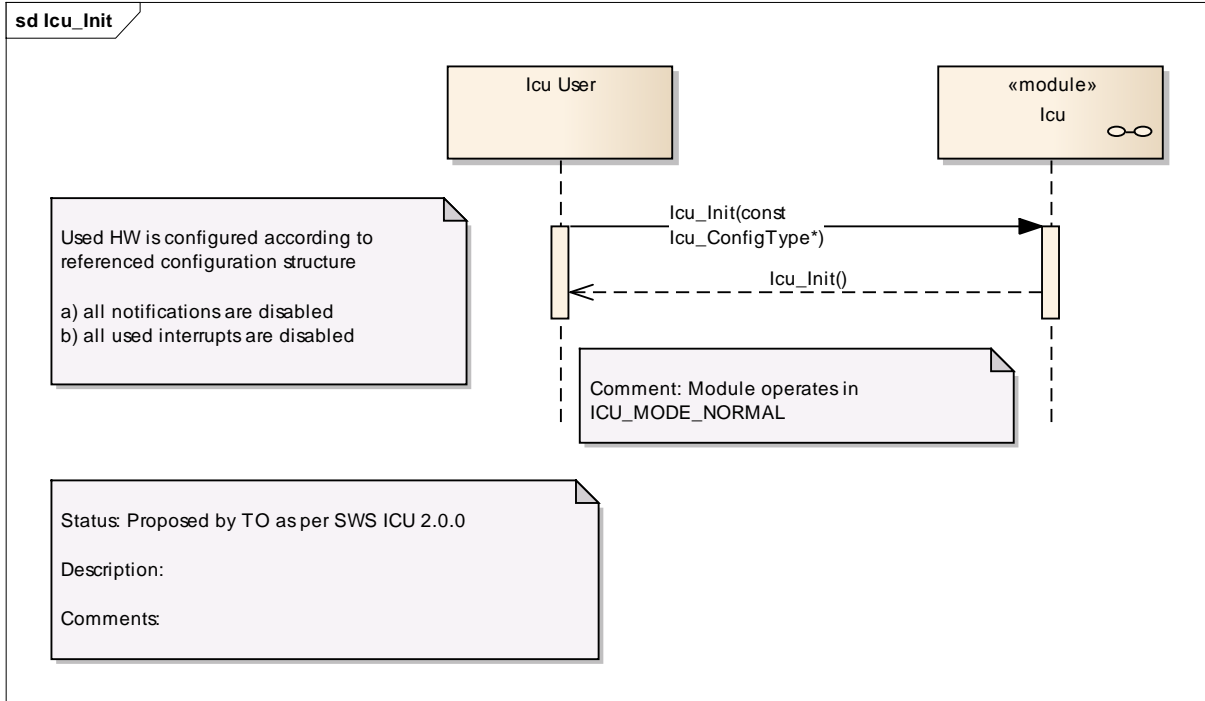 sd Icu_Init
Icu User
«module»
Icu
Used HW is configured according to
referenced configuration structure
a) all notifications are disabled
b) all used interrupts are disabled
Icu_Init(const
Icu_ConfigType*)
Icu_Init()
Comment: Module operates in
ICU_MODE_NORMAL
Status: Proposed by TO as per SWS ICU 2.0.0
Description:
Comments: